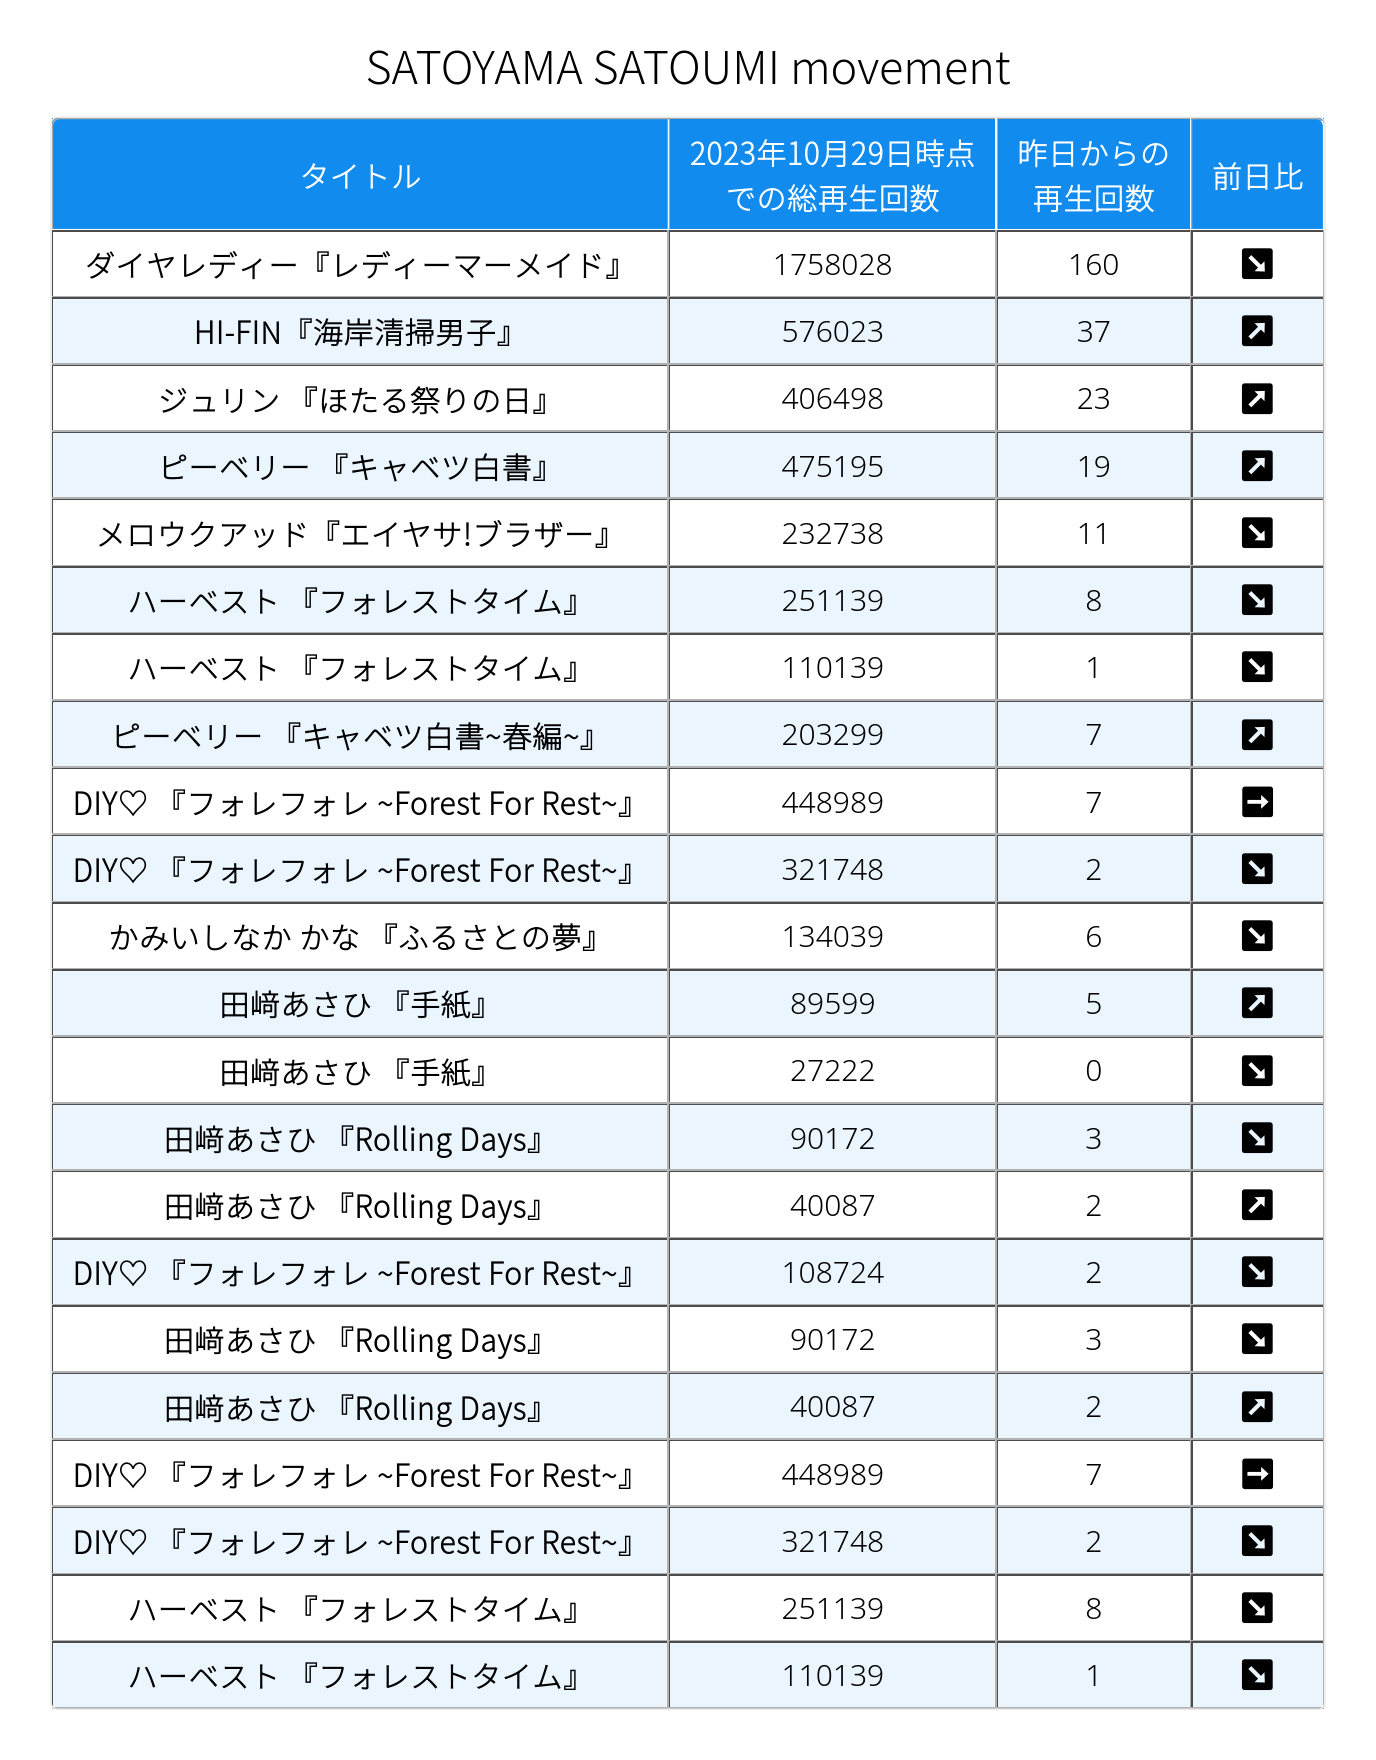 SATOYAMA SATOUMI movement
タイトル 2023年10月29日時点での総再生回数 昨日からの再生回数 前日比
ダイヤレディー『レディーマーメイド』 1758028 160 ↘
HI-FIN『海岸清掃男子』 576023 37 ↗
ジュリン 『ほたる祭りの日』 406498 23 ↗
ピーベリー 『キャベツ白書』 475195 19 ↗
メロウクアッド『エイヤサ!ブラザー』 232738 11 ↘
ハーベスト 『フォレストタイム』 251139 8 ↘
ハーベスト 『フォレストタイム』 110139 1 ↘
ピーベリー 『キャベツ白書~春編~』 203299 7 ↗
DIY♡ 『フォレフォレ ~Forest For Rest~』 448989 7 →
DIY♡ 『フォレフォレ ~Forest For Rest~』 321748 2 ↘
かみいしなか かな 『ふるさとの夢』 134039 6 ↘
田﨑あさひ 『手紙』 89599 5 ↗
田﨑あさひ 『手紙』 27222 0 ↘
田﨑あさひ 『Rolling Days』 90172 3 ↘
田﨑あさひ 『Rolling Days』 40087 2 ↗
DIY♡ 『フォレフォレ ~Forest For Rest~』 108724 2 ↘
田﨑あさひ 『Rolling Days』 90172 3 ↘
田﨑あさひ 『Rolling Days』 40087 2 ↗
DIY♡ 『フォレフォレ ~Forest For Rest~』 448989 7 →
DIY♡ 『フォレフォレ ~Forest For Rest~』 321748 2 ↘
ハーベスト 『フォレストタイム』 251139 8 ↘
ハーベスト 『フォレストタイム』 110139 1 ↘